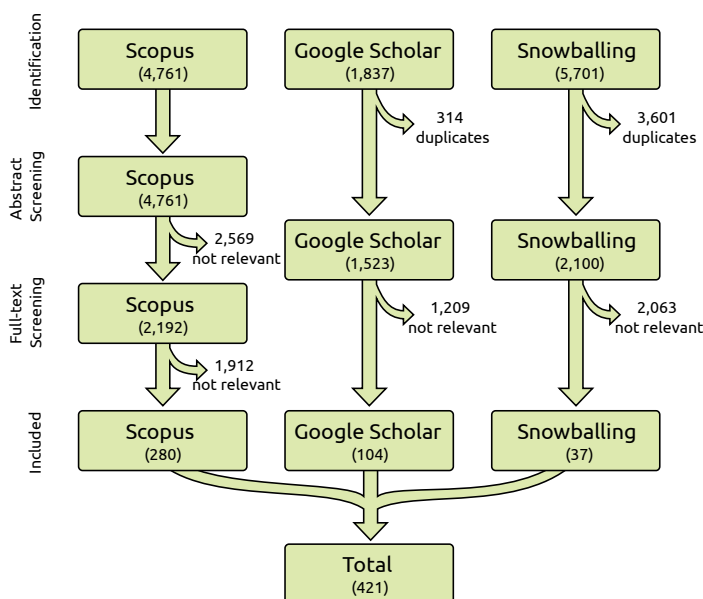 Identification
Scopus
(4,761)
Google Scholar
(1,837)
Snowballing
(5,701)
314
duplicates
3,601
duplicates
Abstract
Screening
Scopus
(4,761)
2,569
not relevant
Google Scholar
(1,523)
Snowballing
(2,100)
Full-text
Screening
Scopus
(2,192)
1,209
not relevant
2,063
not relevant
1,912
not relevant
Included
Scopus
(280)
Google Scholar
(104)
Snowballing
(37)
Total
(421)